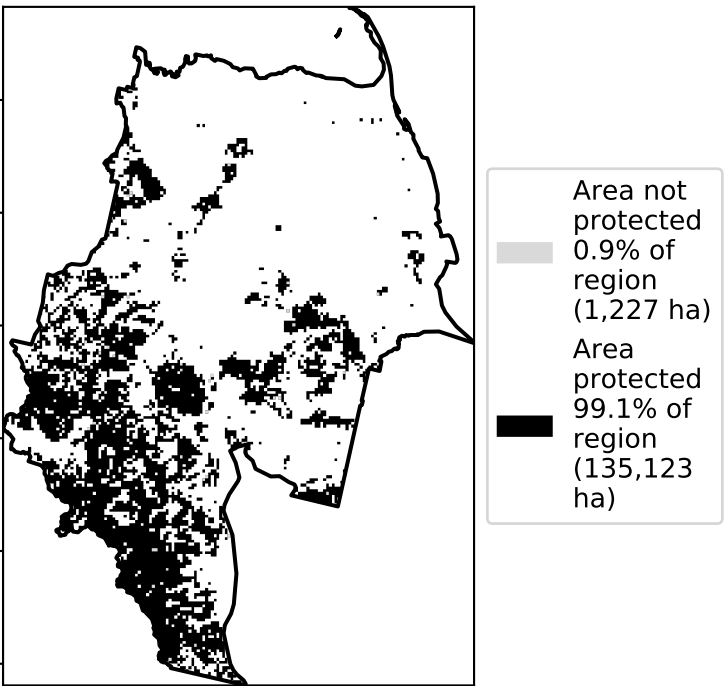 Area not
protected
0.9% of
region
(1,227 ha)
Area
protected
99.1% of
region
(135,123
ha)